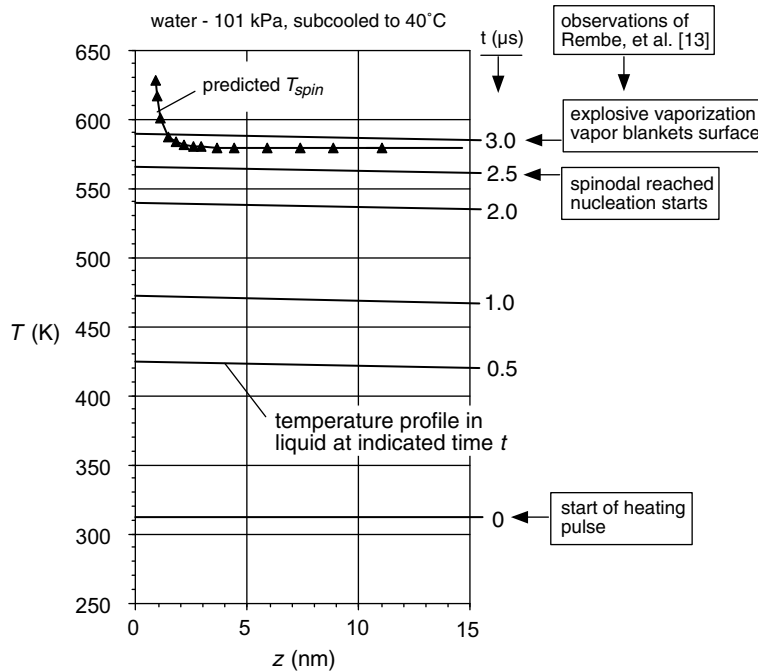 water - 101 kPa, subcooled to 40˚C
t (µs)
observations of
Rembe, et al. [13]
650
predicted Tspin
600
3.0
explosive vaporization
vapor blankets surface
550
2.5
spinodal reached
nucleation starts
2.0
500
1.0
T (K)
450
400
0.5
temperature profile in
liquid at indicated time t
350
300
0
start of heating
pulse
250
0
5
10
15
z (nm)